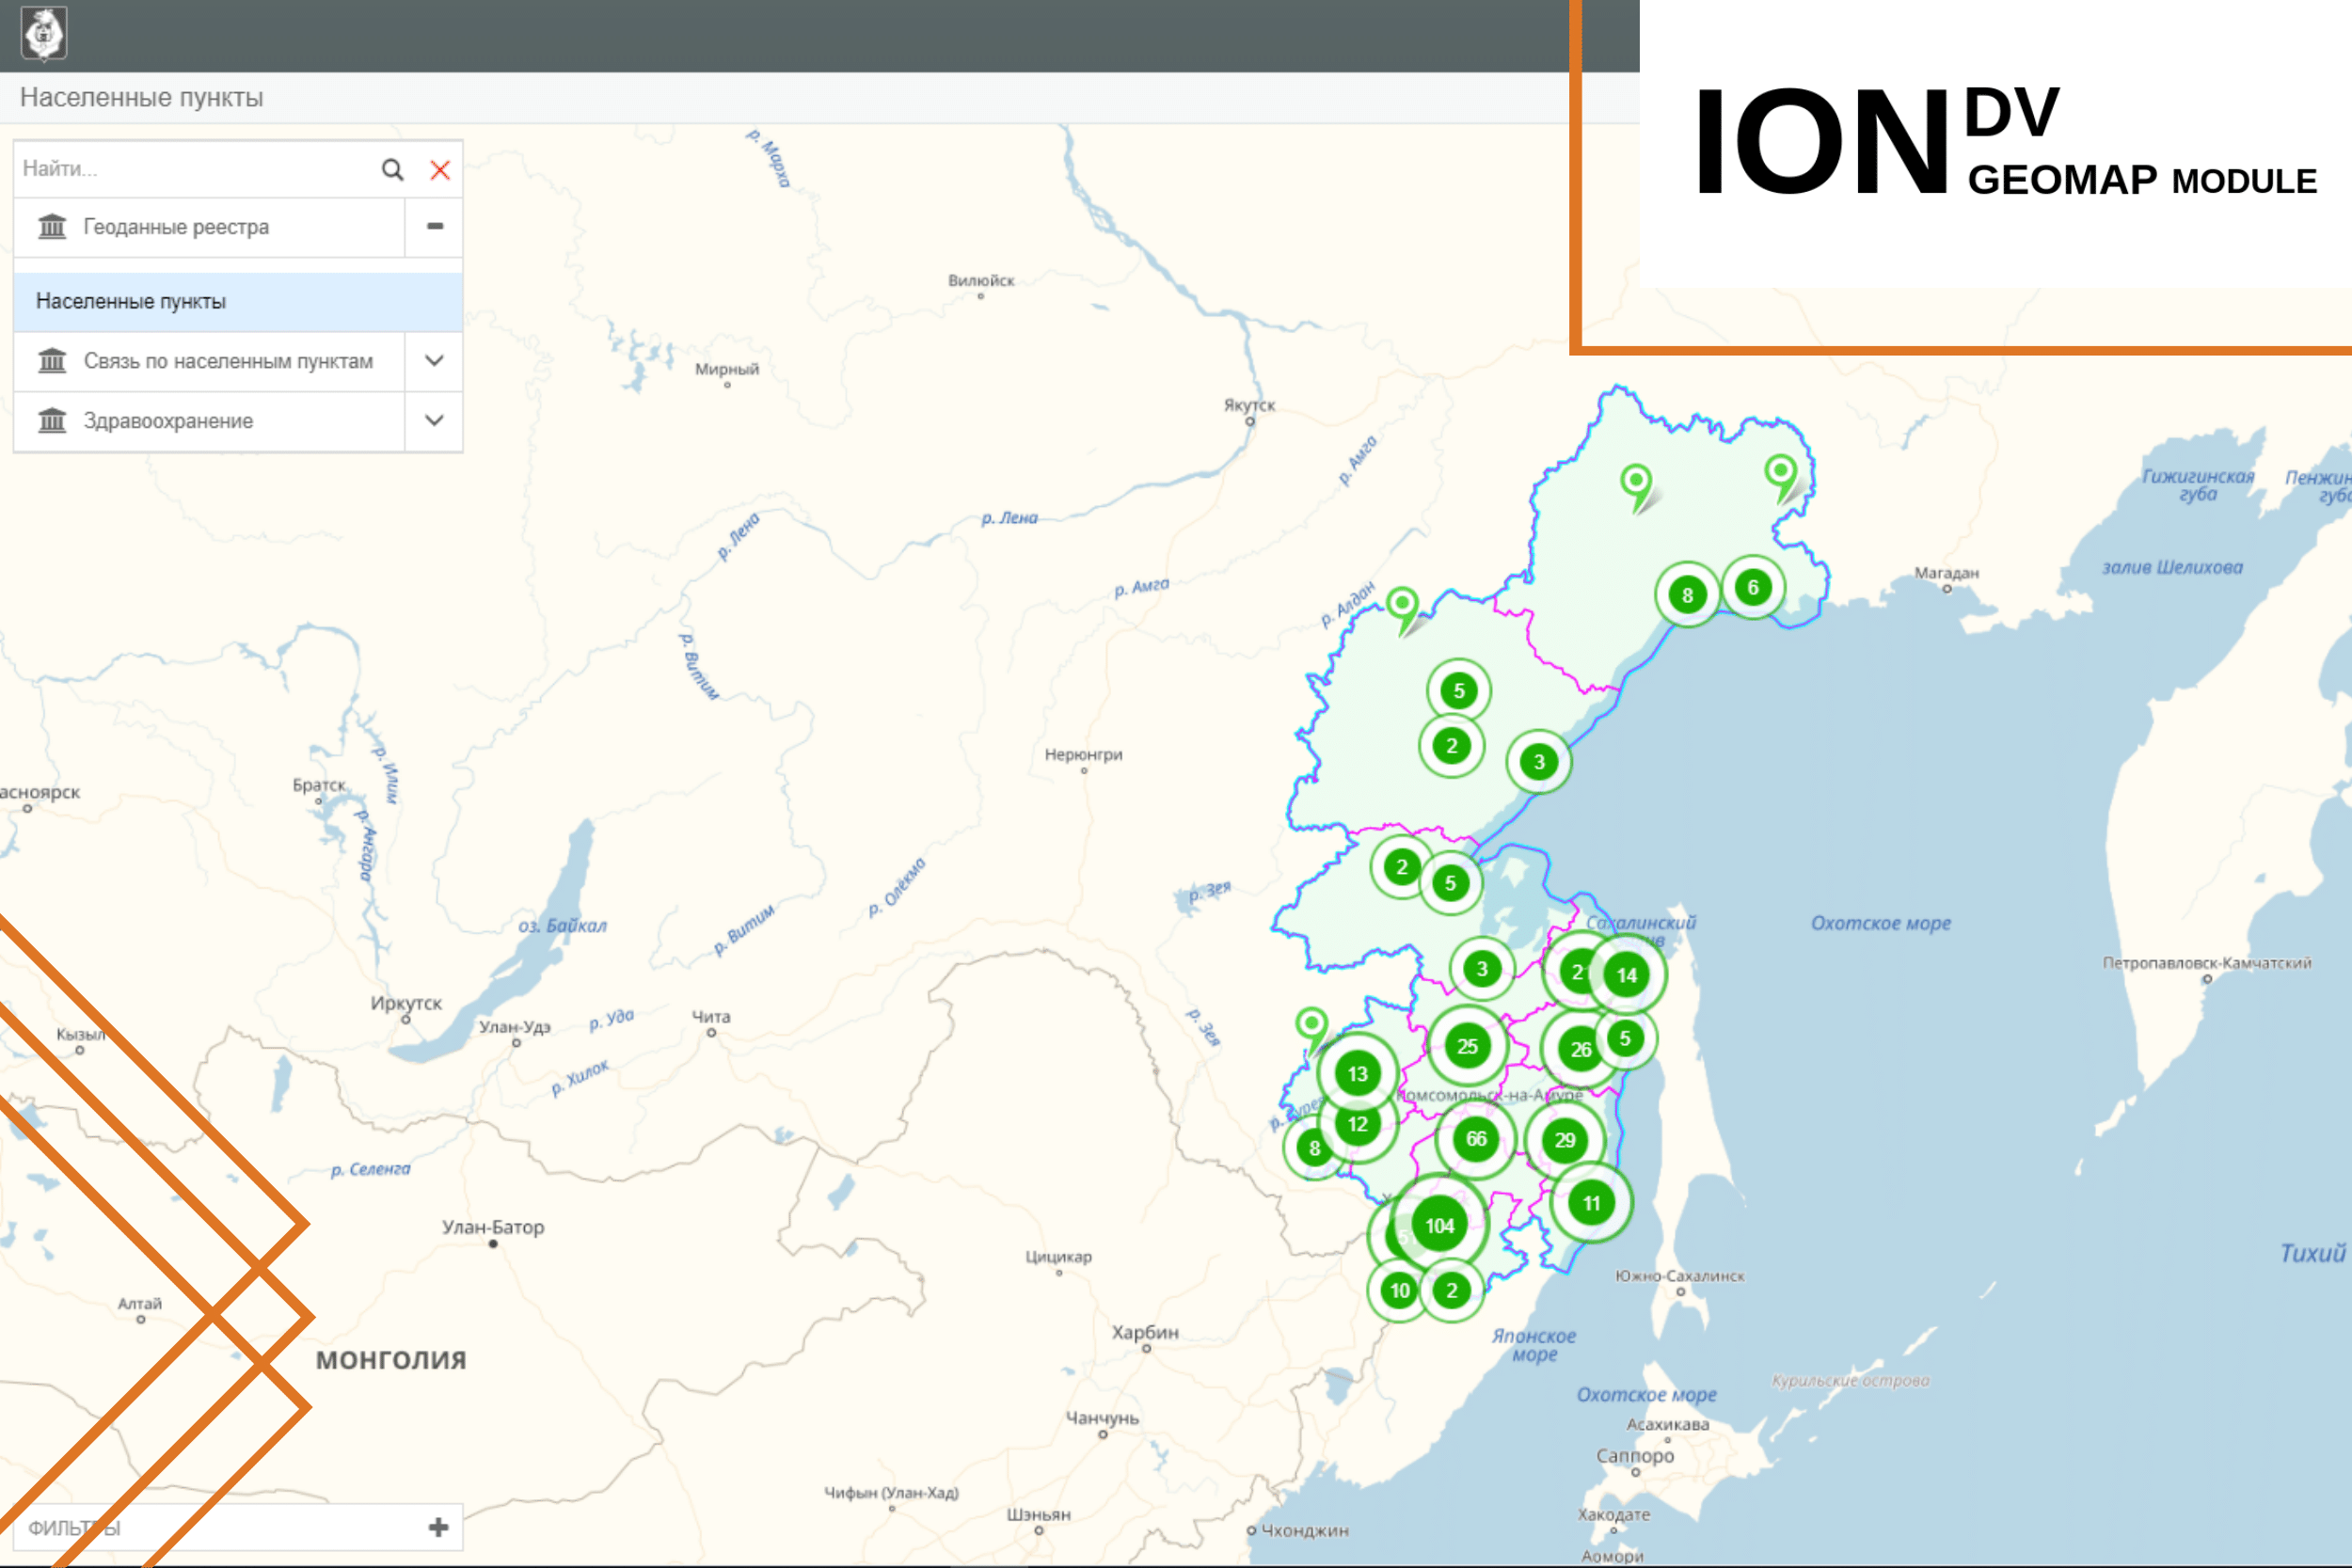 ION DV
GEOMAP MODULE
Населенные пункты
Найти...
Геоданные реестра
Населенные пункты
Связь по населенным пунктам
Здравоохранение
р. Марха
Вилюйск
Мирный
Якутск
р. Амга
р. Лена
р. Лена
р. Амга
р. Алдан
р. Витим
Гижигинская
губа
залив Шелихова
Магадан
8
6
5
2
3
Нерюнгри
асноярск
Братск
р. Илим
р. Ангара
оз. Байкал
р. Витим
р. Олёкма
р. Зея
2
5
Охотское море
Петропавловск-Камчатский
3
14
Иркутск
Улан-Удэ
р. Уда
Чита
р. Зея
Кызыл
р. Хилок
25
26
5
13
Комсомольск-на-Амуре
12
8
66
29
р. Селенга
11
104
Улан-Батор
Цицикар
Тихий
Южно-Сахалинск
10
2
Алтай
Харбин
Японское
море
МОНГОЛИЯ
Курильские острова
Охотское море
Чанчунь
Асахикава
Саппоро
Чифын (Улан-Хад)
Шэньян
Чхонджин
Хакодате
Аомори
ФИЛЬТРЫ